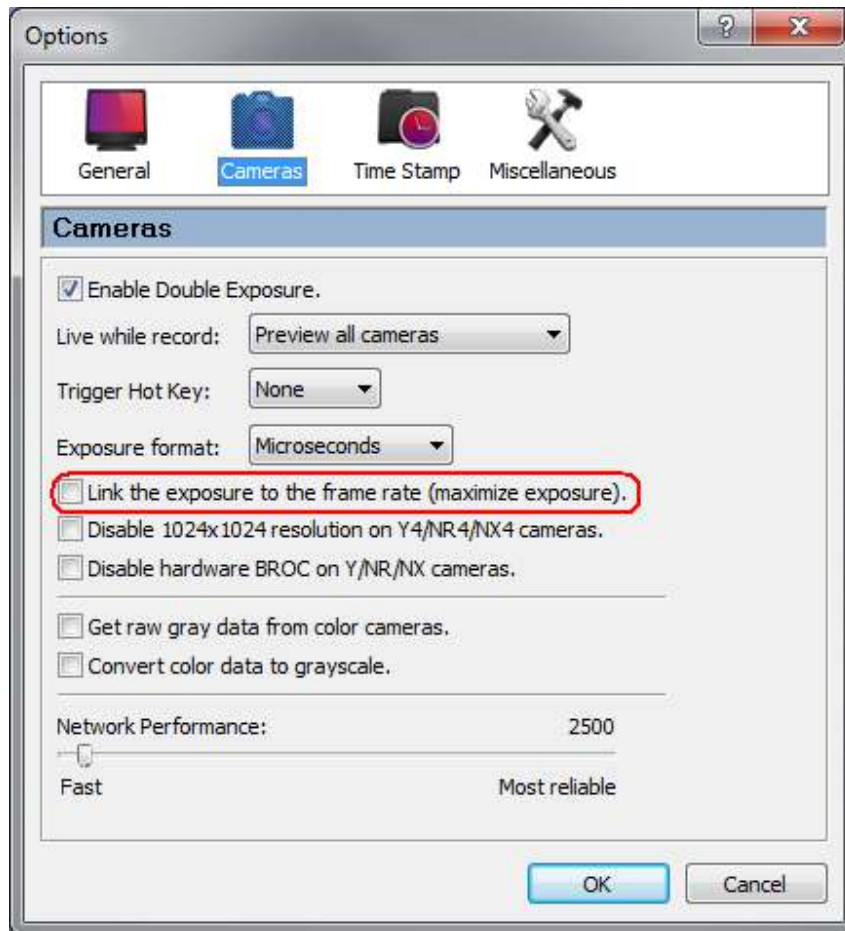 Options
General Cameras Time Stamp Miscellaneous
Cameras
Enable Double Exposure.
Live while record: Preview all cameras
Trigger Hot Key: None
Exposure format: Microseconds
Link the exposure to the frame rate (maximize exposure).
Disable 1024x1024 resolution on Y4/NR4/NX4 cameras.
Disable hardware BROC on Y/NR/NX cameras.
Get raw gray data from color cameras.
Convert color data to grayscale.
Network Performance: 2500
Fast Most reliable
OK Cancel